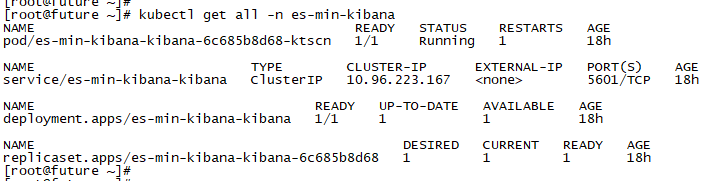 [root@future ~]#
[root@future ~]# kubectl get all -n es-min-kibana
NAME READY STATUS RESTARTS AGE
pod/es-min-kibana-kibana-6c685b8d68-ktscn 1/1 Running 1 18h
NAME TYPE CLUSTER-IP EXTERNAL-IP PORT(S) AGE
service/es-min-kibana-kibana ClusterIP 10.96.223.167 <none> 5601/TCP 18h
NAME READY UP-TO-DATE AVAILABLE AGE
deployment.apps/es-min-kibana-kibana 1/1 1 1 18h
NAME DESIRED CURRENT READY AGE
replicaset.apps/es-min-kibana-kibana-6c685b8d68 1 1 1 18h
[root@future ~]#
[root@future ~]#